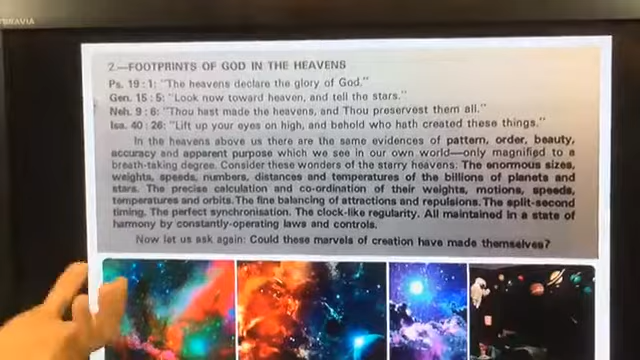 2.—FOOTPRINTS OF GOD IN THE HEAVENS
Ps. 19 : 1: "The heavens declare the glory of God."
Gen. 15 : 5: "Look now toward heaven, and tell the stars."
Neh. 9 : 6: "Thou hast made the heavens, and Thou preservest them all."
Isa. 40 : 26: "Lift up your eyes on high, and behold who hath created these things."
In the heavens above us there are the same evidences of pattern, order, beauty,
accuracy and apparent purpose which we see in our own world—only magnified to a
breath-taking degree. Consider these wonders of the starry heavens: The enormous sizes,
weights, speeds, numbers, distances and temperatures of the billions of planets and
stars. The precise calculation and co-ordination of their weights, motions, speeds,
temperatures and orbits. The fine balancing of attractions and repulsions. The split-second
timing. The perfect synchronisation. The clock-like regularity. All maintained in a state of
harmony by constantly-operating laws and controls.
Now let us ask again: Could these marvels of creation have made themselves?